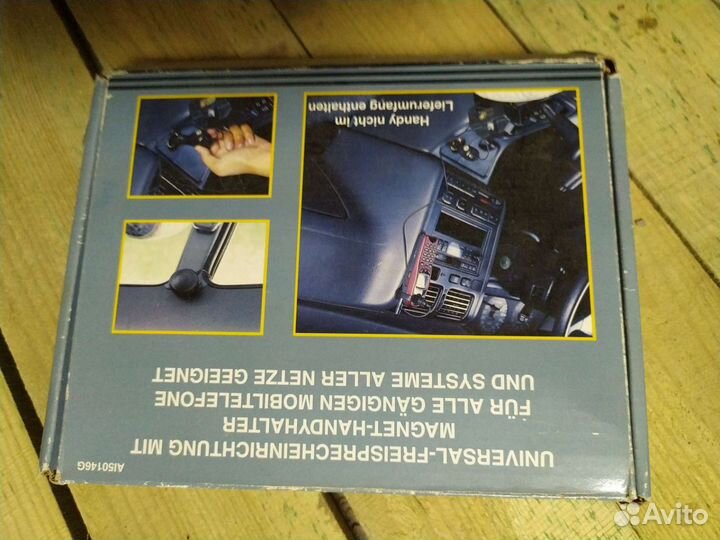 UNIVERSAL-FREISPRECHEINRICHTUNG MIT
MAGNET-HANDYHALTER
FÜR ALLE GÄNGIGEN MOBILTELEFONE
UND SYSTEME ALLER NETZE GEEIGNET
AI50146G
Handy nicht im
Lieferumfang enthalten
Avito